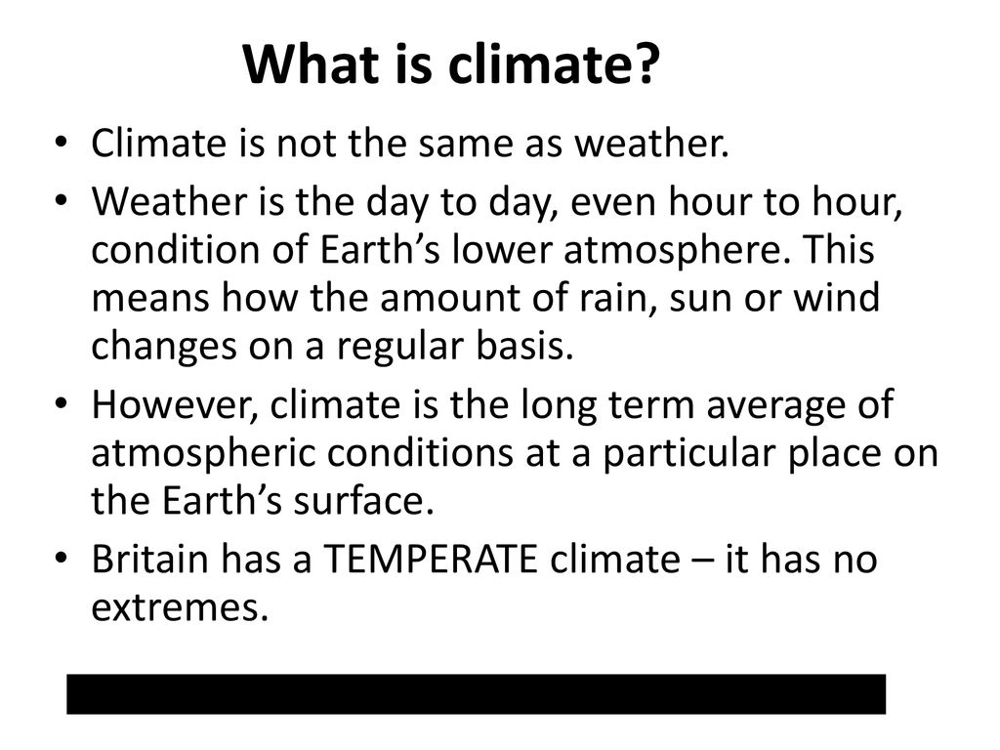 What is climate?
• Climate is not the same as weather.
• Weather is the day to day, even hour to hour,
condition of Earth’s lower atmosphere. This
means how the amount of rain, sun or wind
changes on a regular basis.
• However, climate is the long term average of
atmospheric conditions at a particular place on
the Earth’s surface.
• Britain has a TEMPERATE climate – it has no
extremes.